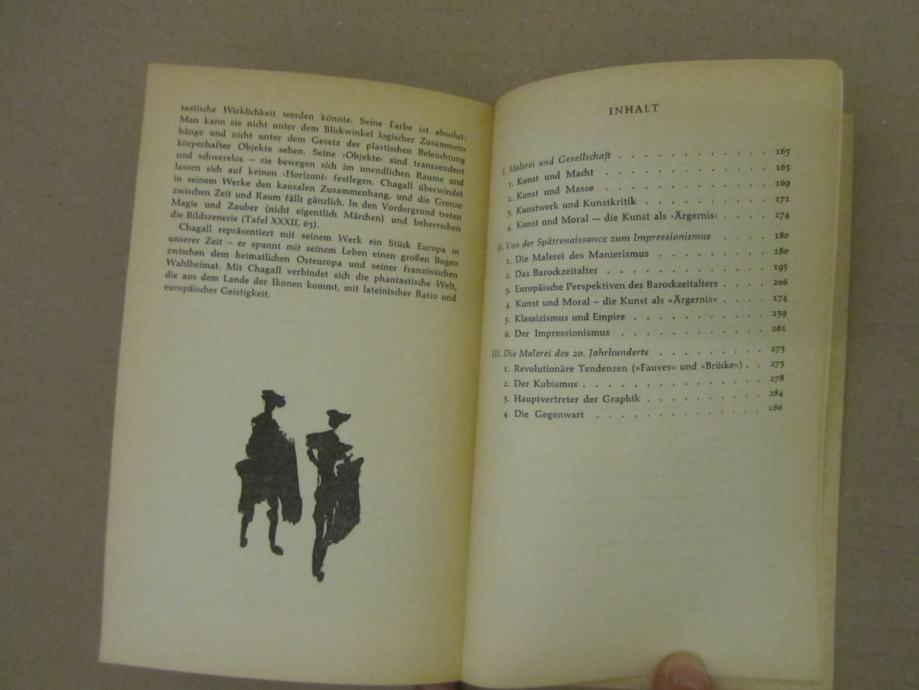 tastische Wirklichkeit werden könnte. Seine Farbe ist absolut:
Man kann sie nicht unter dem Blickwinkel logischer Zusammen-
hänge und nicht unter dem Gesetz der plastischen Beleuchtung
körperhafter Objekte sehen. Seine ›Objekte‹ sind transzendent
und schwerelos – sie bewegen sich im unendlichen Raume und
lassen sich auf keinen ›Horizont‹ festlegen. Chagall überwindet
in seinem Werke den kausalen Zusammenhang, und die Grenze
zwischen Zeit und Raum fällt gänzlich. In den Vordergrund treten
Magie und Zauber (nicht eigentlich Märchen) und beherrschen
die Bildszenerie (Tafel XXXII, 63).
Chagall repräsentiert mit seinem Werk ein Stück Europa in
unserer Zeit – er spannt mit seinem Leben einen großen Bogen
zwischen dem heimatlichen Osteuropa und seiner französischen
Wahlheimat. Mit Chagall verbindet sich die phantastische Welt,
die aus dem Lande der Ikonen kommt, mit lateinischer Ratio und
europäischer Geistigkeit.
INHALT
I. Malerei und Gesellschaft . . . . . . . . . . . 165
1. Kunst und Macht . . . . . . . . . . . . 165
2. Kunst und Masse . . . . . . . . . . . . 169
3. Kunstwerk und Kunstkritik . . . . . . . . . 171
4. Kunst und Moral — die Kunst als ›Ärgernis‹ . . . . 174
II. Von der Spätrenaissance zum Impressionismus . . . . . 180
1. Die Malerei des Manierismus . . . . . . . . 180
2. Das Barockzeitalter . . . . . . . . . . . 195
3. Europäische Perspektiven des Barockzeitalters . . . . 206
4. Kunst und Moral – die Kunst als »Ärgernis« . . . . 174
5. Klassizismus und Empire . . . . . . . . . 239
6. Der Impressionismus . . . . . . . . . . 261
III. Die Malerei des 20. Jahrhunderts . . . . . . . . 273
1. Revolutionäre Tendenzen (»Fauves« und »Brücke«) . . 273
2. Der Kubismus . . . . . . . . . . . . . 278
3. Hauptvertreter der Graphik . . . . . . . . . 284
4. Die Gegenwart . . . . . . . . . . . . 286